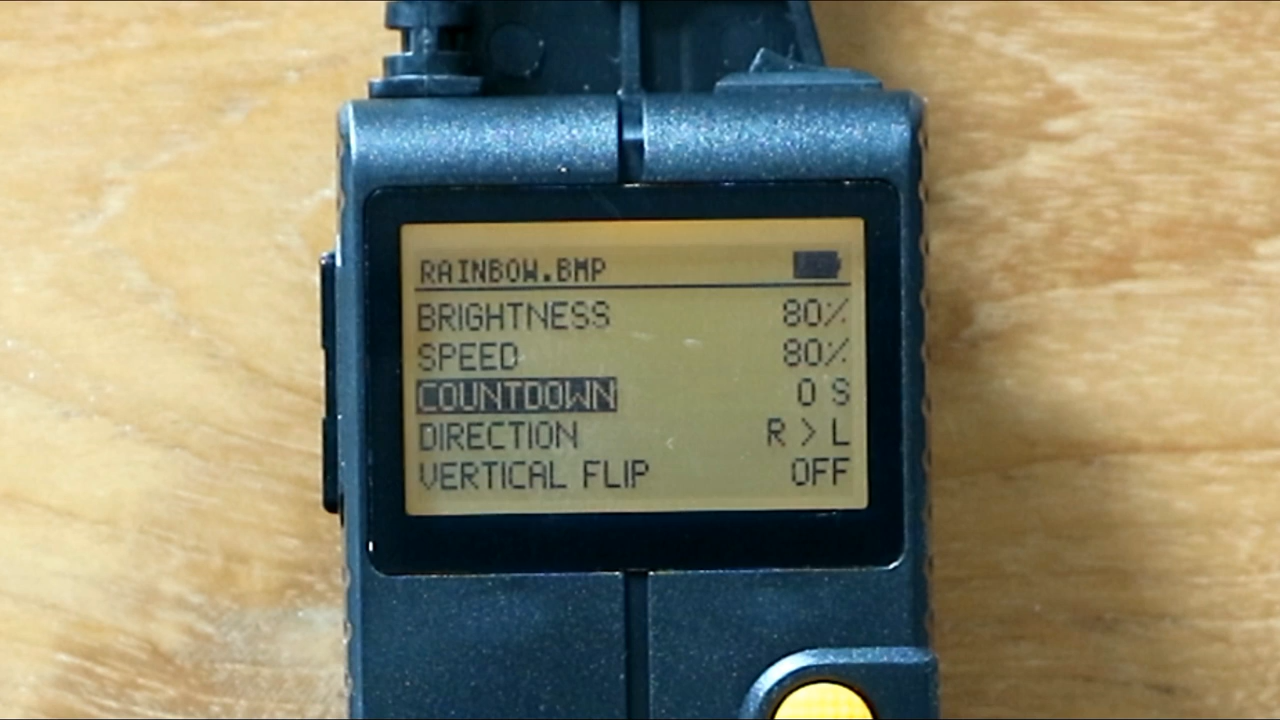 RAINBOW.BMP
BRIGHTNESS 80%
SPEED 80%
COUNTDOWN 0 S
DIRECTION R > L
VERTICAL FLIP OFF